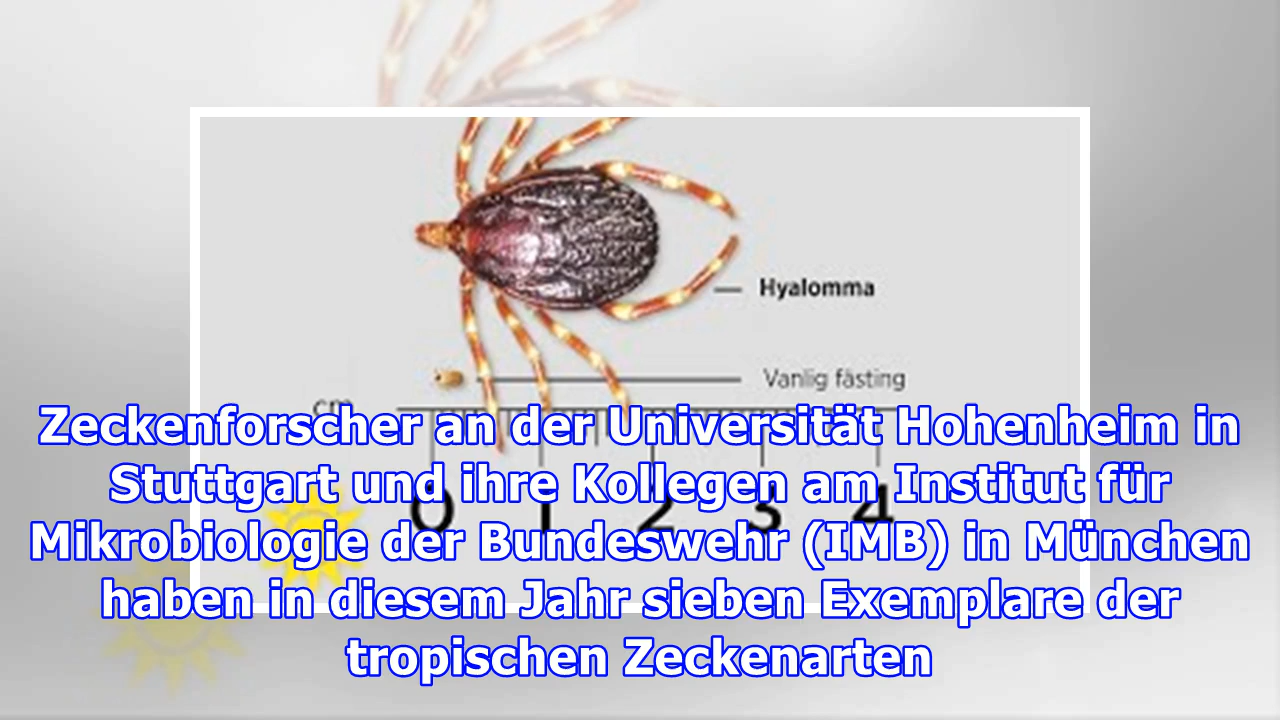 Hyalomma
Vanlig fästing
cm
Zeckenforscher an der Universität Hohenheim in
Stuttgart und ihre Kollegen am Institut für
0 1 2 3 4
Mikrobiologie der Bundeswehr (IMB) in München
haben in diesem Jahr sieben Exemplare der
tropischen Zeckenarten